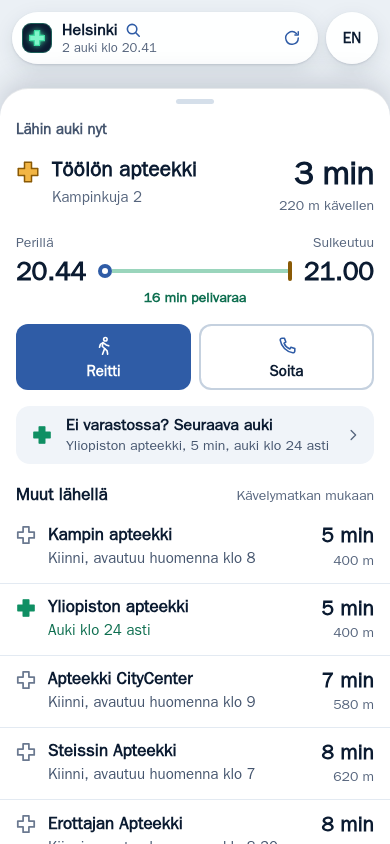 Helsinki
2 auki klo 20.41
EN
Lähin auki nyt
Töölön apteekki
3 min
Kampinkuja 2
220 m kävellen
Perillä
Sulkeutuu
20.44
21.00
16 min pelivaraa
Reitti
Soita
Ei varastossa? Seuraava auki
Yliopiston apteekki, 5 min, auki klo 24 asti
Muut lähellä
Kävelymatkan mukaan
Kampin apteekki
5 min
Kiinni, avautuu huomenna klo 8
400 m
Yliopiston apteekki
5 min
Auki klo 24 asti
400 m
Apteekki CityCenter
7 min
Kiinni, avautuu huomenna klo 9
580 m
Steissin Apteekki
8 min
Kiinni, avautuu huomenna klo 7
620 m
Erottajan Apteekki
8 min